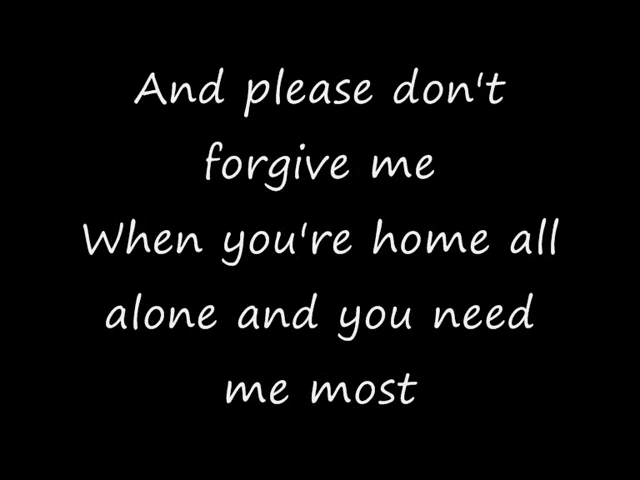 And please don't
forgive me
When you're home all
alone and you need
me most